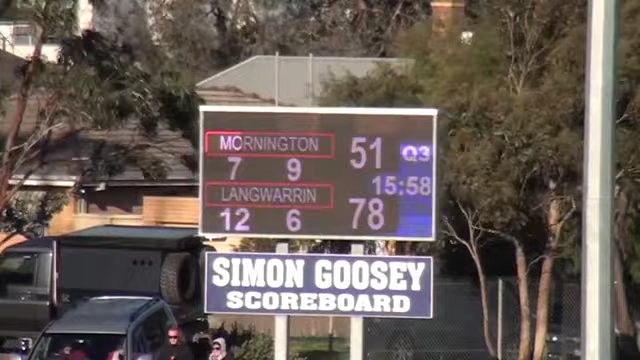 MORNINGTON 51 Q3
7 9
15:58
LANGWARRIN 78
12 6
SIMON GOOSEY
SCOREBOARD